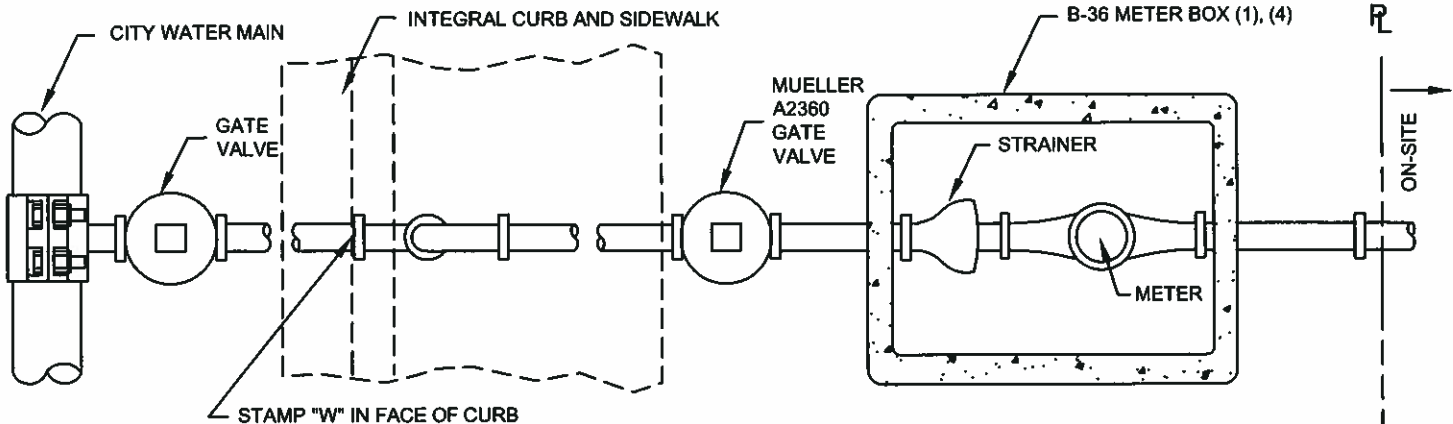 CITY WATER MAIN
INTEGRAL CURB AND SIDEWALK
B-36 METER BOX (1), (4)
PL
GATE
VALVE
MUELLER
A2360
GATE
VALVE
STRAINER
ON-SITE
METER
STAMP "W" IN FACE OF CURB